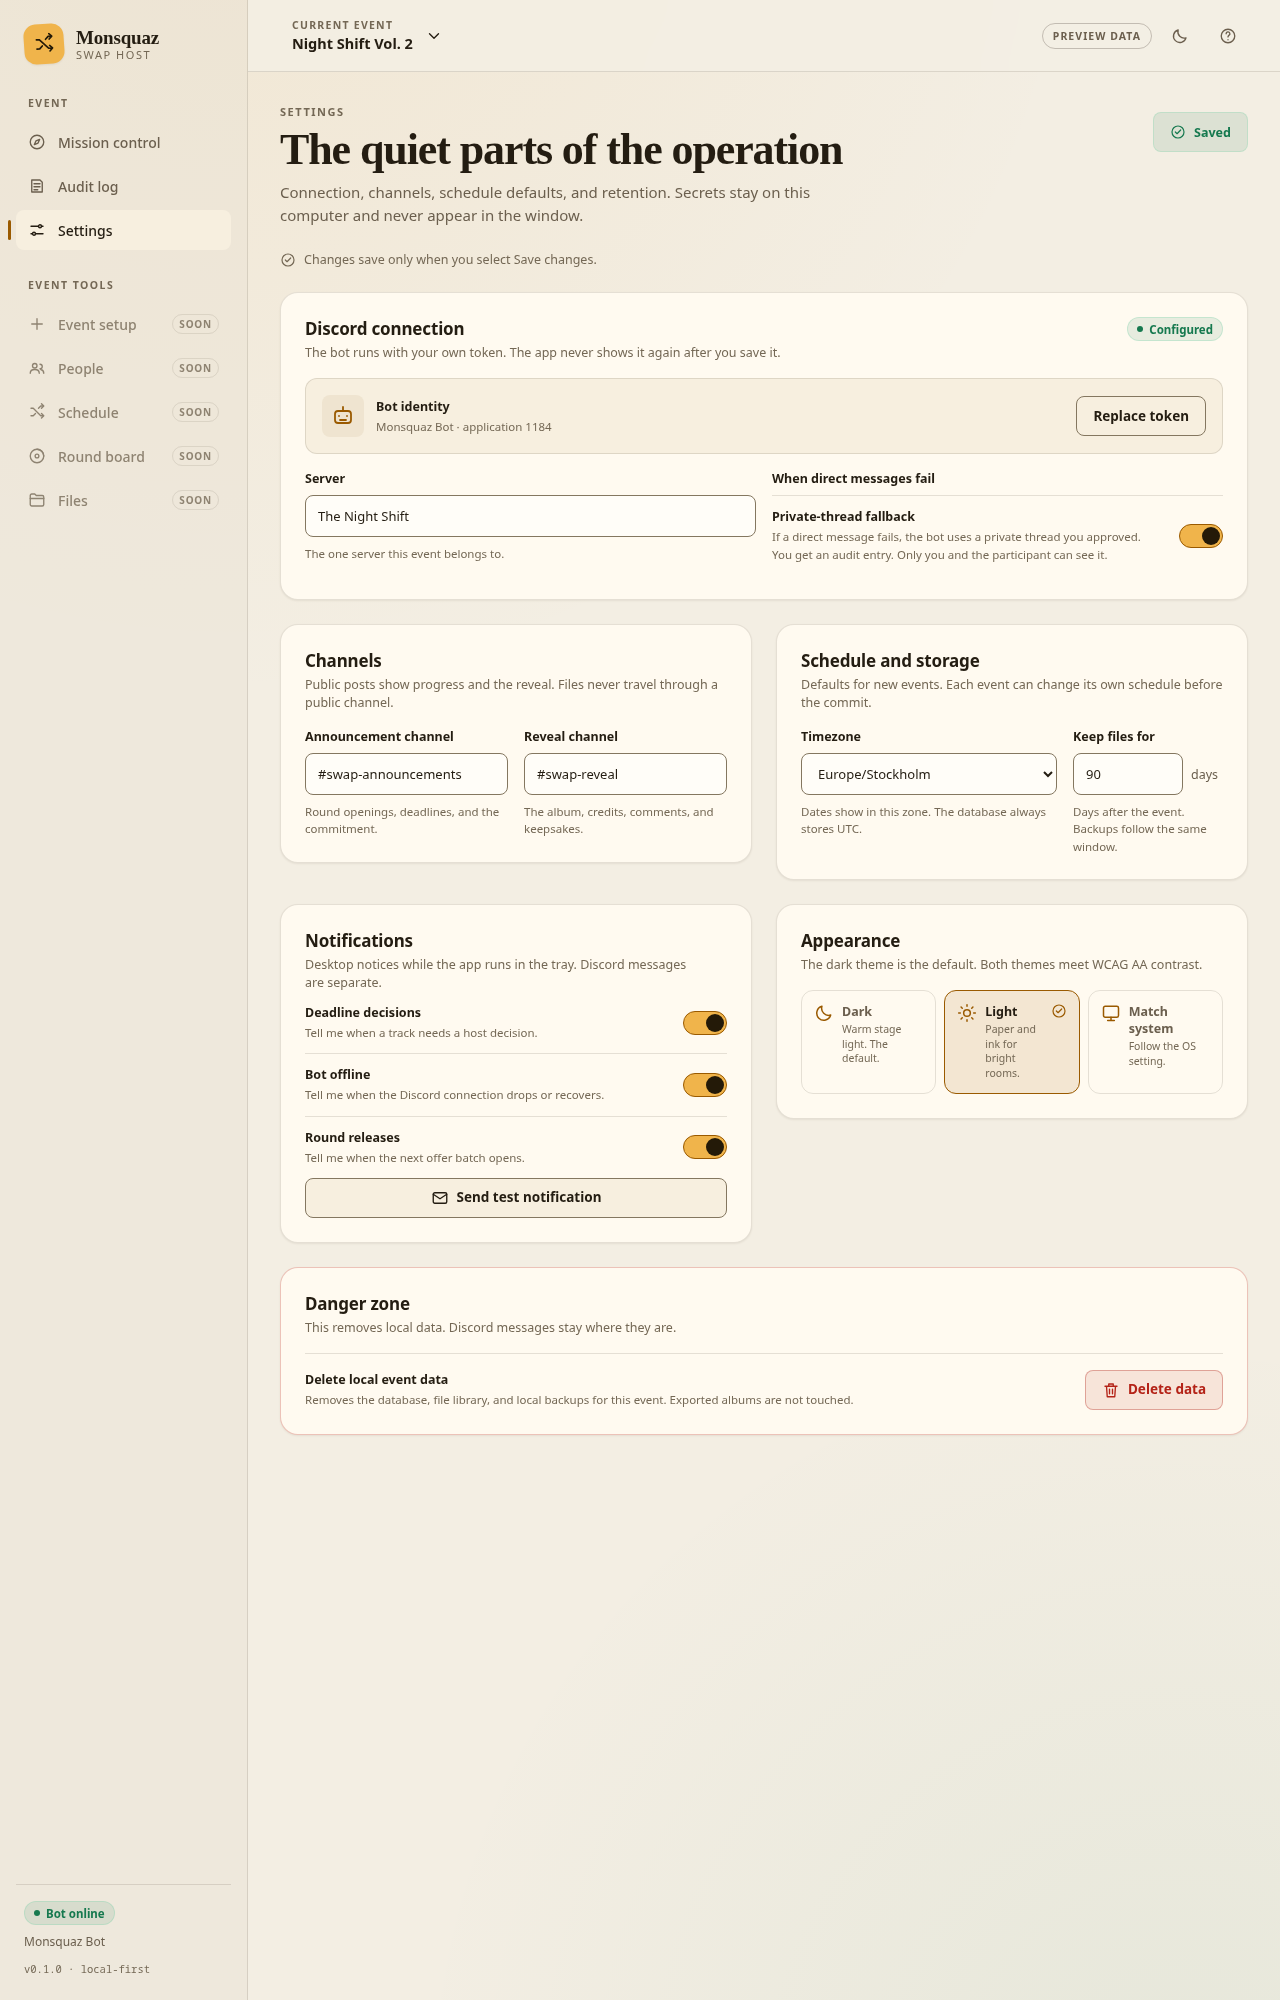 Monsquaz
SWAP HOST
EVENT
Mission control
Audit log
Settings
EVENT TOOLS
Event setup SOON
People SOON
Schedule SOON
Round board SOON
Files SOON
Bot online
Monsquaz Bot
v0.1.0 · local-first
CURRENT EVENT
Night Shift Vol. 2
PREVIEW DATA
SETTINGS
The quiet parts of the operation
Connection, channels, schedule defaults, and retention. Secrets stay on this
computer and never appear in the window.
Saved
Changes save only when you select Save changes.
Discord connection
The bot runs with your own token. The app never shows it again after you save it.
Configured
Bot identity
Monsquaz Bot · application 1184
Replace token
Server
The Night Shift
The one server this event belongs to.
When direct messages fail
Private-thread fallback
If a direct message fails, the bot uses a private thread you approved.
You get an audit entry. Only you and the participant can see it.
Channels
Public posts show progress and the reveal. Files never travel through a
public channel.
Announcement channel
#swap-announcements
Round openings, deadlines, and the
commitment.
Reveal channel
#swap-reveal
The album, credits, comments, and
keepsakes.
Schedule and storage
Defaults for new events. Each event can change its own schedule before
the commit.
Timezone
Europe/Stockholm
Dates show in this zone. The database always
stores UTC.
Keep files for
90 days
Days after the event.
Backups follow the same
window.
Notifications
Desktop notices while the app runs in the tray. Discord messages
are separate.
Deadline decisions
Tell me when a track needs a host decision.
Bot offline
Tell me when the Discord connection drops or recovers.
Round releases
Tell me when the next offer batch opens.
Send test notification
Appearance
The dark theme is the default. Both themes meet WCAG AA contrast.
Dark
Warm stage
light. The
default.
Light
Paper and
ink for
bright
rooms.
Match
system
Follow the OS
setting.
Danger zone
This removes local data. Discord messages stay where they are.
Delete local event data
Removes the database, file library, and local backups for this event. Exported albums are not touched.
Delete data